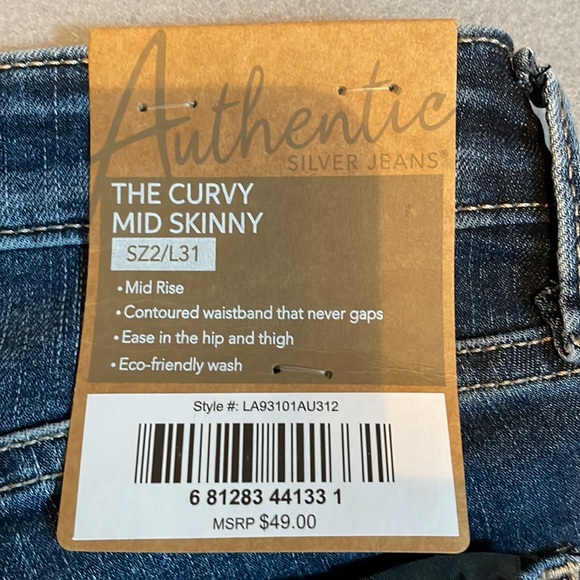 Authentic
SILVER JEANS®
THE CURVY
MID SKINNY
SZ2/L31
• Mid Rise
• Contoured waistband that never gaps
• Ease in the hip and thigh
• Eco-friendly wash
Style #: LA93101AU312
6 81283 44133 1
MSRP $49.00